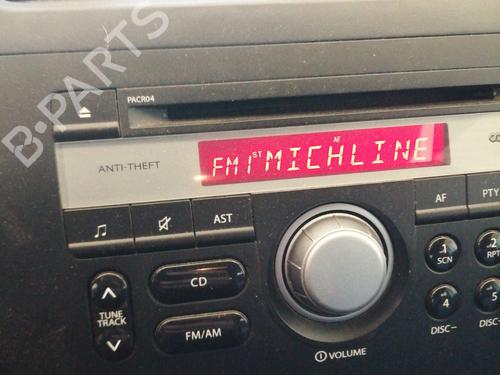 B-PARTS
PACR04
ANTI-THEFT
AF
FM1 ST MICHLINE
AST
AF
PTY
CD
1
SCN
2
RPT
TUNE
TRACK
FM/AM
4
DISC-
5
DISC-
VOLUME